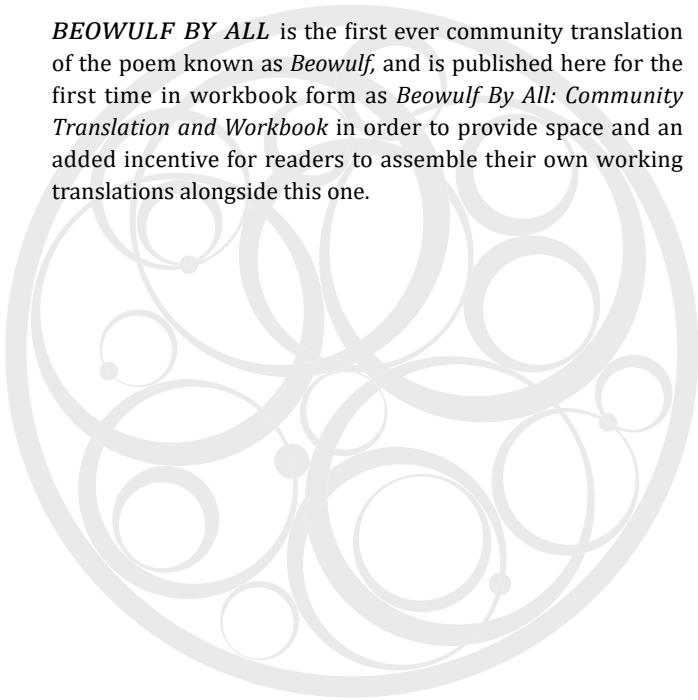 BEOWULF BY ALL is the first ever community translation
of the poem known as Beowulf, and is published here for the
first time in workbook form as Beowulf By All: Community
Translation and Workbook in order to provide space and an
added incentive for readers to assemble their own working
translations alongside this one.